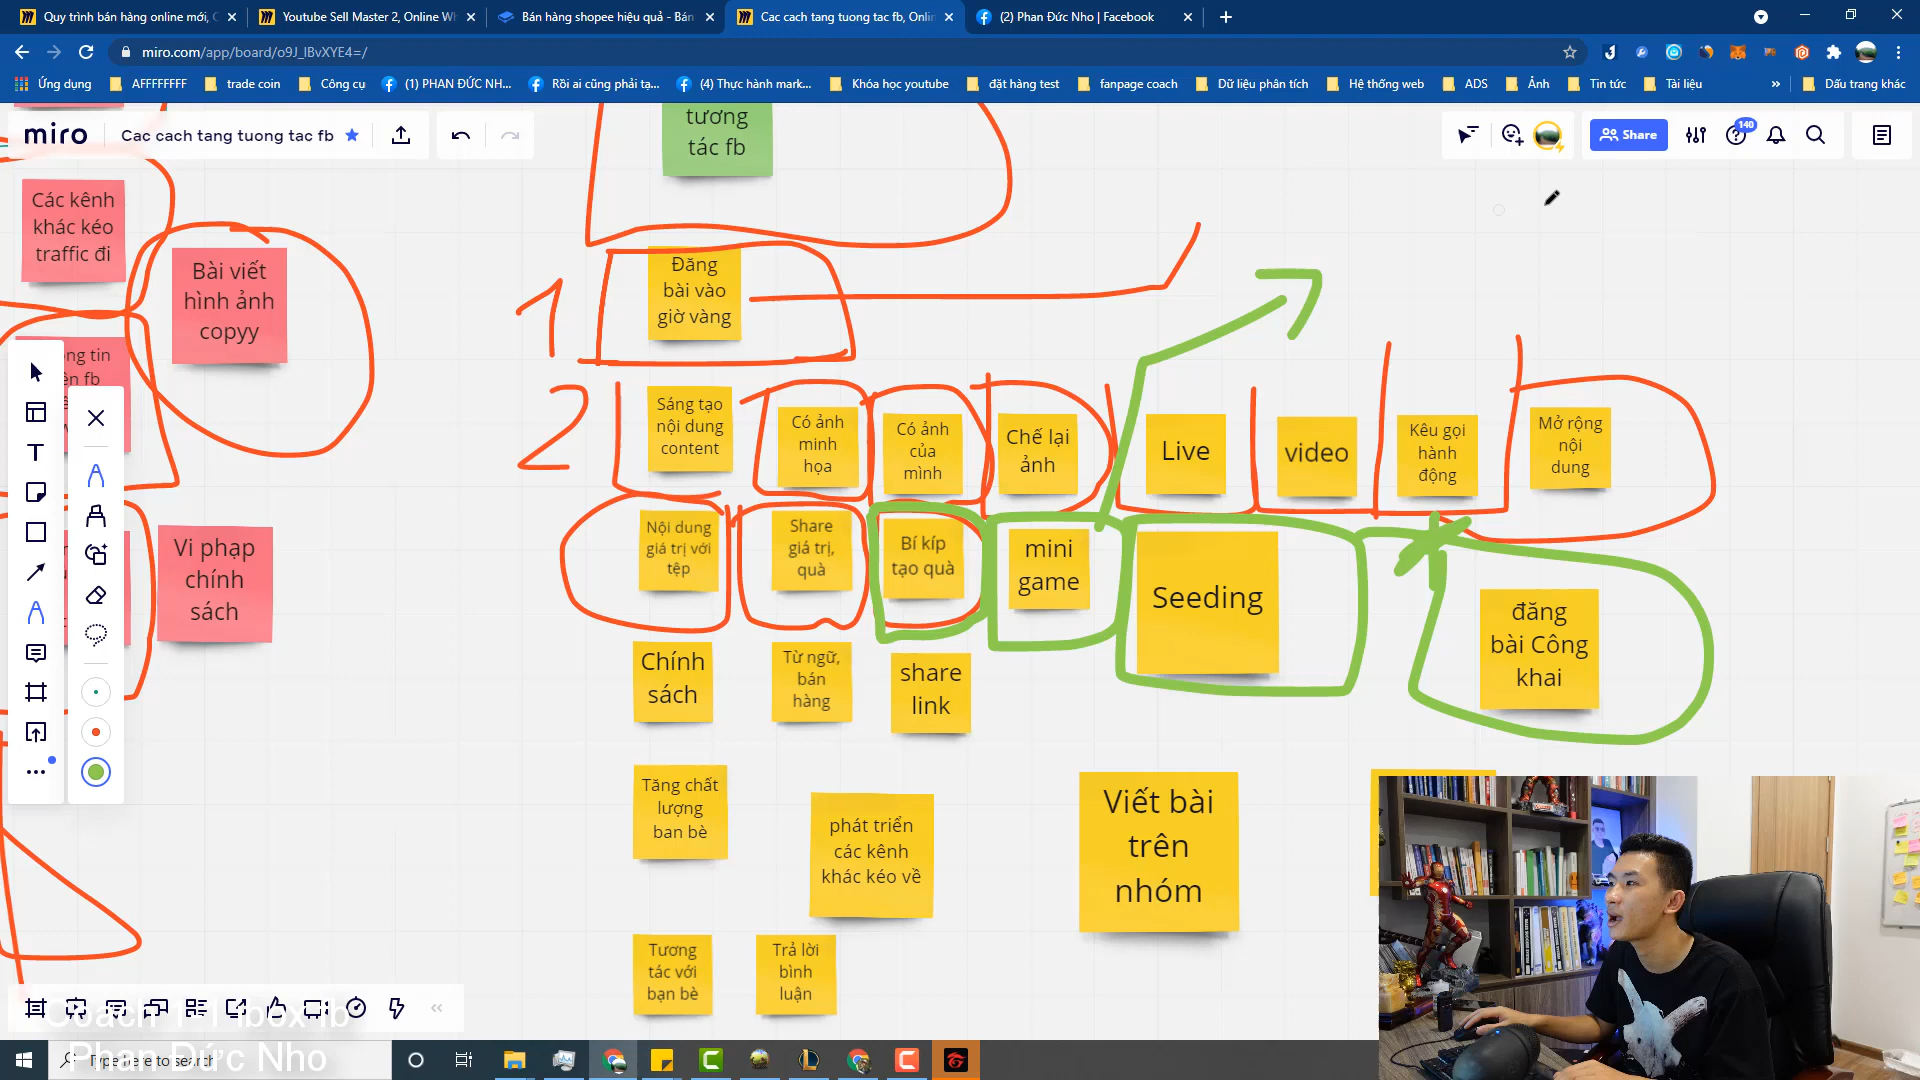 Quy trình bán hàng online mới, C
Youtube Sell Master 2, Online Wh
Bán hàng shopee hiệu quả - Bán
Cac cach tang tuong tac fb, Onlin
(2) Phan Đức Nho | Facebook
miro.com/app/board/o9J_lBvXYE4=/
Ứng dụng
AFFFFFFFF
trade coin
Công cụ
(1) PHAN ĐỨC NH...
Rồi ai cũng phải tạ...
(4) Thực hành mark...
Khóa học youtube
đặt hàng test
fanpage coach
Dữ liệu phân tích
Hệ thống web
ADS
Ảnh
Tin tức
Tài liệu
»
Dấu trang khác
miro
Cac cach tang tuong tac fb
Share
140
tương
tác fb
Các kênh
khác kéo
traffic đi
Bài viết
hình ảnh
copyy
Vi phạp
chính
sách
1
Đăng
bài vào
giờ vàng
2
Sáng tạo
nội dung
content
Có ảnh
minh
họa
Có ảnh
của
mình
Chế lại
ảnh
Live
video
Kêu gọi
hành
động
Mở rộng
nội
dung
Nội dung
giá trị với
tệp
Share
giá trị,
quà
Bí kíp
tạo quà
mini
game
Seeding
đăng
bài Công
khai
Chính
sách
Từ ngữ,
bán
hàng
share
link
Tăng chất
lượng
ban bè
phát triển
các kênh
khác kéo về
Viết bài
trên
nhóm
Tương
tác với
bạn bè
Trả lời
bình
luận
Phan Đức Nho
Type here to search